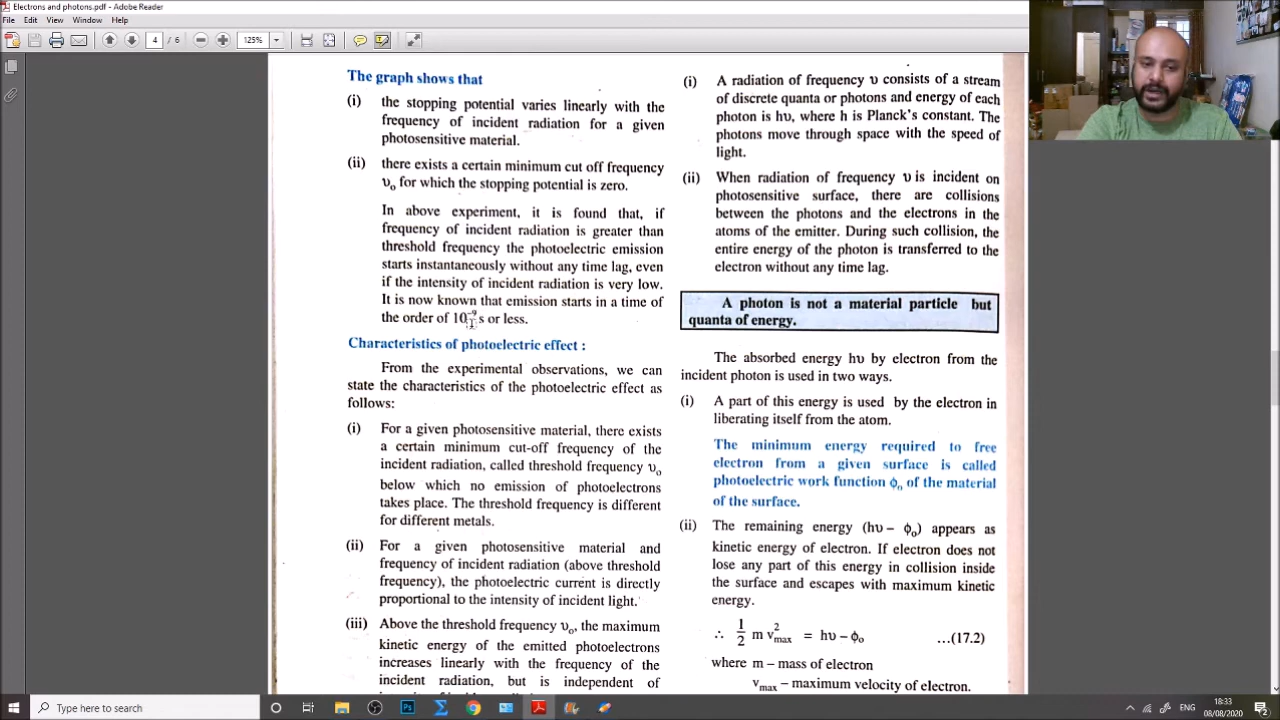 Electrons and photons.pdf - Adobe Reader
File Edit View Window Help
4 / 6 125%
The graph shows that
(i) the stopping potential varies linearly with the
frequency of incident radiation for a given
photosensitive material.
(ii) there exists a certain minimum cut off frequency
υo for which the stopping potential is zero.
In above experiment, it is found that, if
frequency of incident radiation is greater than
threshold frequency the photoelectric emission
starts instantaneously without any time lag, even
if the intensity of incident radiation is very low.
It is now known that emission starts in a time of
the order of 10⁻⁹ s or less.
Characteristics of photoelectric effect :
From the experimental observations, we can
state the characteristics of the photoelectric effect as
follows:
(i) For a given photosensitive material, there exists
a certain minimum cut-off frequency of the
incident radiation, called threshold frequency υo
below which no emission of photoelectrons
takes place. The threshold frequency is different
for different metals.
(ii) For a given photosensitive material and
frequency of incident radiation (above threshold
frequency), the photoelectric current is directly
proportional to the intensity of incident light.
(iii) Above the threshold frequency υo, the maximum
kinetic energy of the emitted photoelectrons
increases linearly with the frequency of the
incident radiation, but is independent of
(i) A radiation of frequency υ consists of a stream
of discrete quanta or photons and energy of each
photon is hυ, where h is Planck's constant. The
photons move through space with the speed of
light.
(ii) When radiation of frequency υ is incident on
photosensitive surface, there are collisions
between the photons and the electrons in the
atoms of the emitter. During such collision, the
entire energy of the photon is transferred to the
electron without any time lag.
A photon is not a material particle but
quanta of energy.
The absorbed energy hυ by electron from the
incident photon is used in two ways.
(i) A part of this energy is used by the electron in
liberating itself from the atom.
The minimum energy required to free
electron from a given surface is called
photoelectric work function ϕo of the material
of the surface.
(ii) The remaining energy (hυ – ϕo) appears as
kinetic energy of electron. If electron does not
lose any part of this energy in collision inside
the surface and escapes with maximum kinetic
energy.
∴ 1/2 m v²max = hυ – ϕo ...(17.2)
where m – mass of electron
vmax – maximum velocity of electron.
Type here to search
ENG
18:33
08/08/2020
2